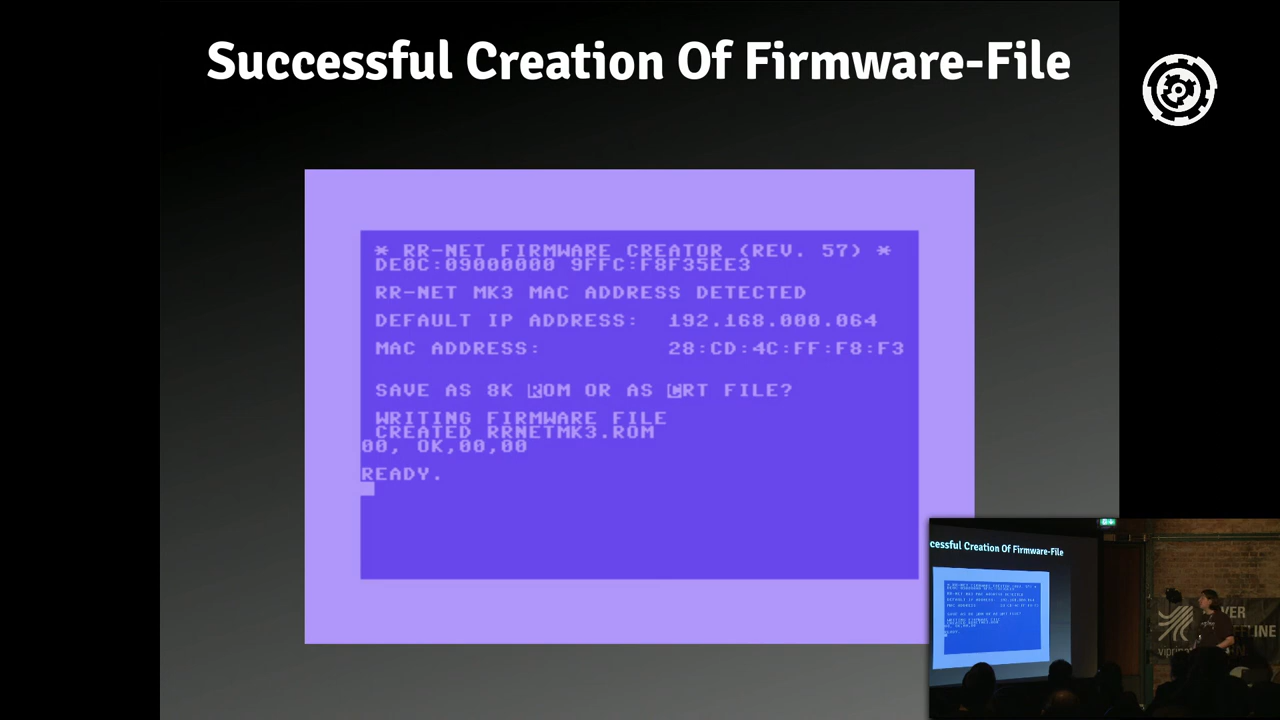 Successful Creation Of Firmware-File
* RR-NET FIRMWARE CREATOR (REV. 57) *
DE0C:09000000 9FFC:F8F35EE3
RR-NET MK3 MAC ADDRESS DETECTED
DEFAULT IP ADDRESS: 192.168.000.064
MAC ADDRESS: 28:CD:4C:FF:F8:F3
SAVE AS 8K ROM OR AS CRT FILE?
WRITING FIRMWARE FILE
CREATED RRNETMK3.ROM
00, OK,00,00
READY.
cessful Creation Of Firmware-File